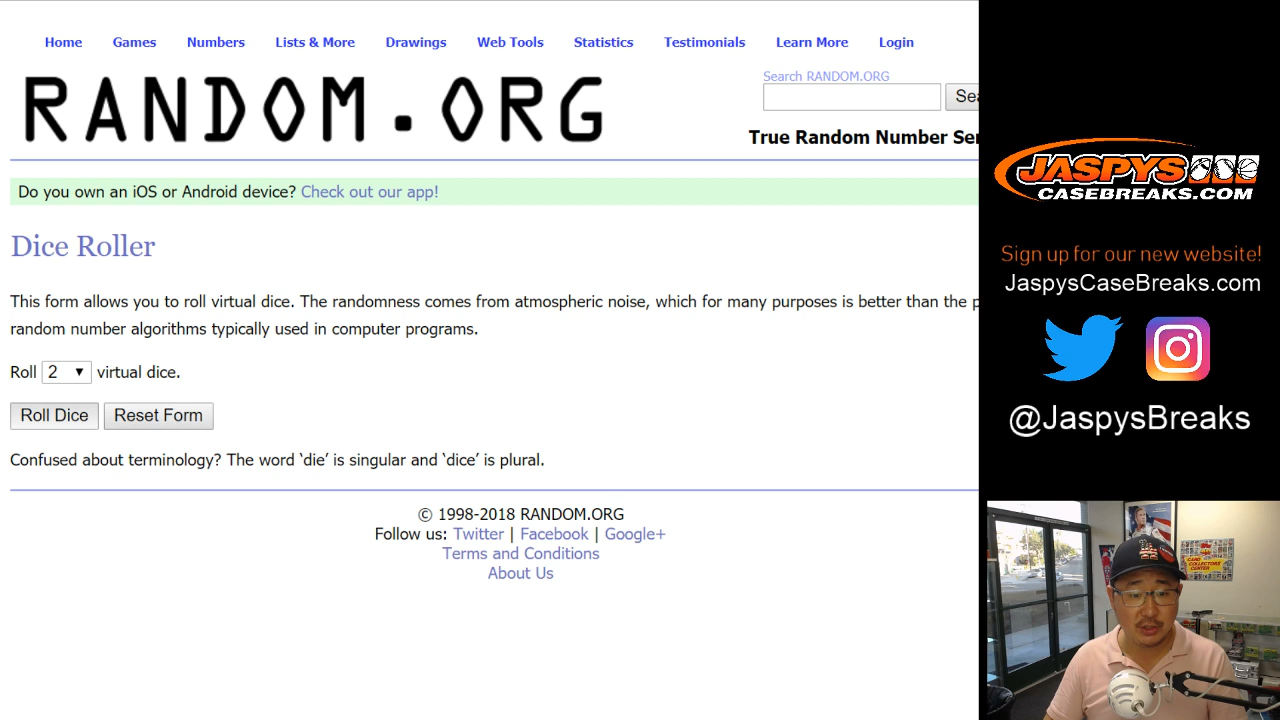 Home Games Numbers Lists & More Drawings Web Tools Statistics Testimonials Learn More Login
RANDOM.ORG
Search RANDOM.ORG
True Random Number
Do you own an iOS or Android device? Check out our app!
Dice Roller
This form allows you to roll virtual dice. The randomness comes from atmospheric noise, which for many purposes is better than the
random number algorithms typically used in computer programs.
Roll 2 virtual dice.
Roll Dice Reset Form
Confused about terminology? The word ‘die’ is singular and ‘dice’ is plural.
© 1998-2018 RANDOM.ORG
Follow us: Twitter | Facebook | Google+
Terms and Conditions
About Us
JASPYS
CASEBREAKS.COM
Sign up for our new website!
JaspysCaseBreaks.com
@JaspysBreaks
CARD
COLLECTORS
CENTER